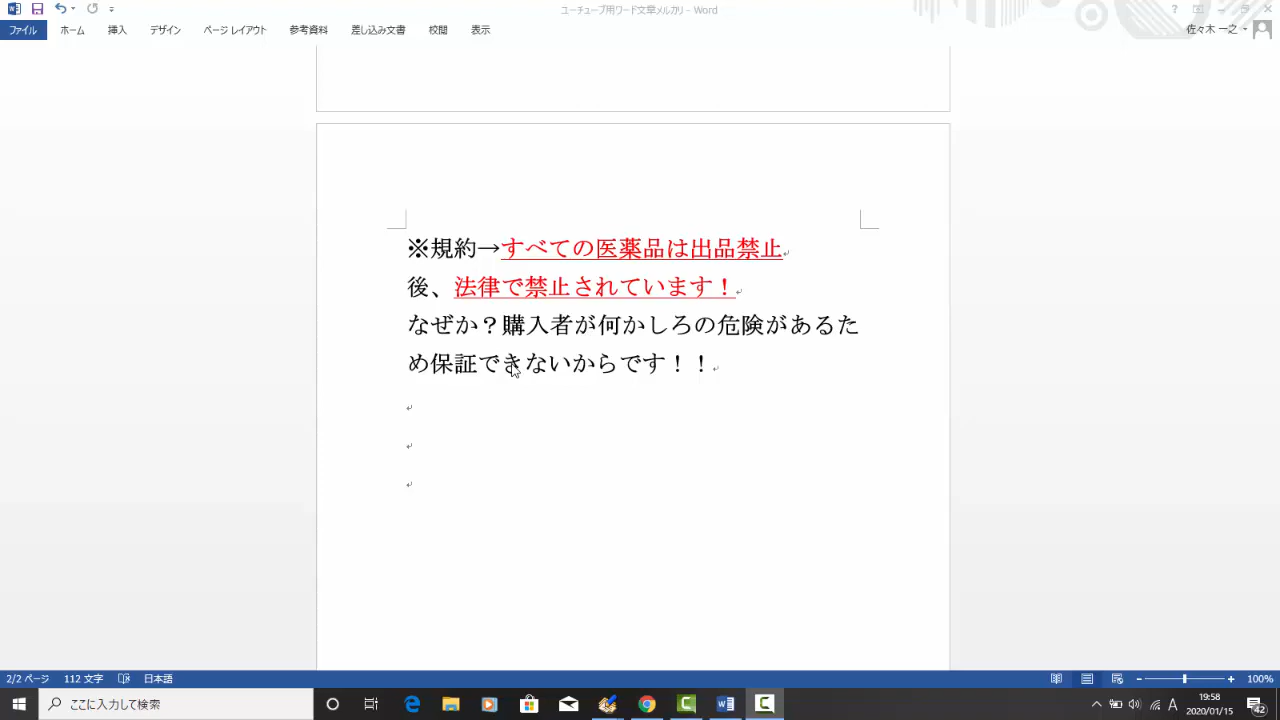 ユーチューブ用ワード文章メルカリ - Word
ファイル ホーム 挿入 デザイン ページ レイアウト 参考資料 差し込み文書 校閲 表示 佐々木 一之
※規約→すべての医薬品は出品禁止
後、法律で禁止されています！
なぜか？購入者が何かしろの危険があるた
め保証できないからです！！
2/2 ページ 112 文字 日本語 100%
ここに入力して検索
A 19:58
2020/01/15
42